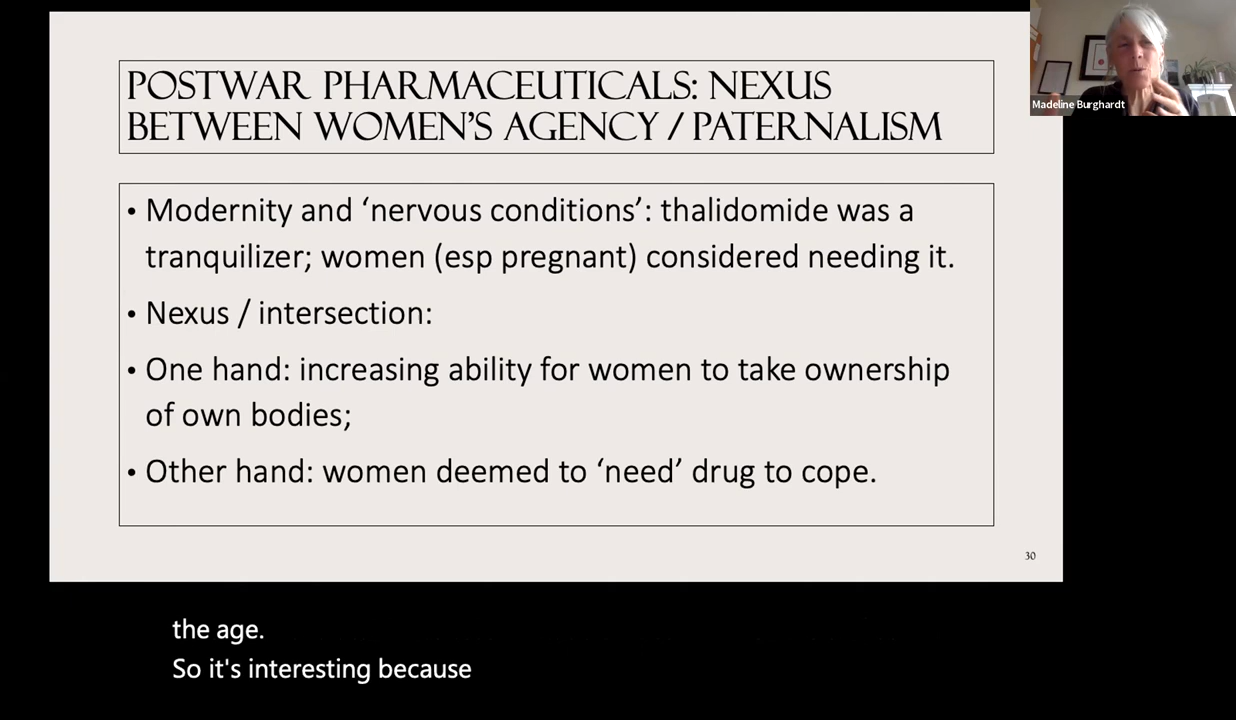 POSTWAR PHARMACEUTICALS: NEXUS
BETWEEN WOMEN'S AGENCY / PATERNALISM
• Modernity and ‘nervous conditions’: thalidomide was a
tranquilizer; women (esp pregnant) considered needing it.
• Nexus / intersection:
• One hand: increasing ability for women to take ownership
of own bodies;
• Other hand: women deemed to ‘need’ drug to cope.
30
Madeline Burghardt
the age.
So it's interesting because